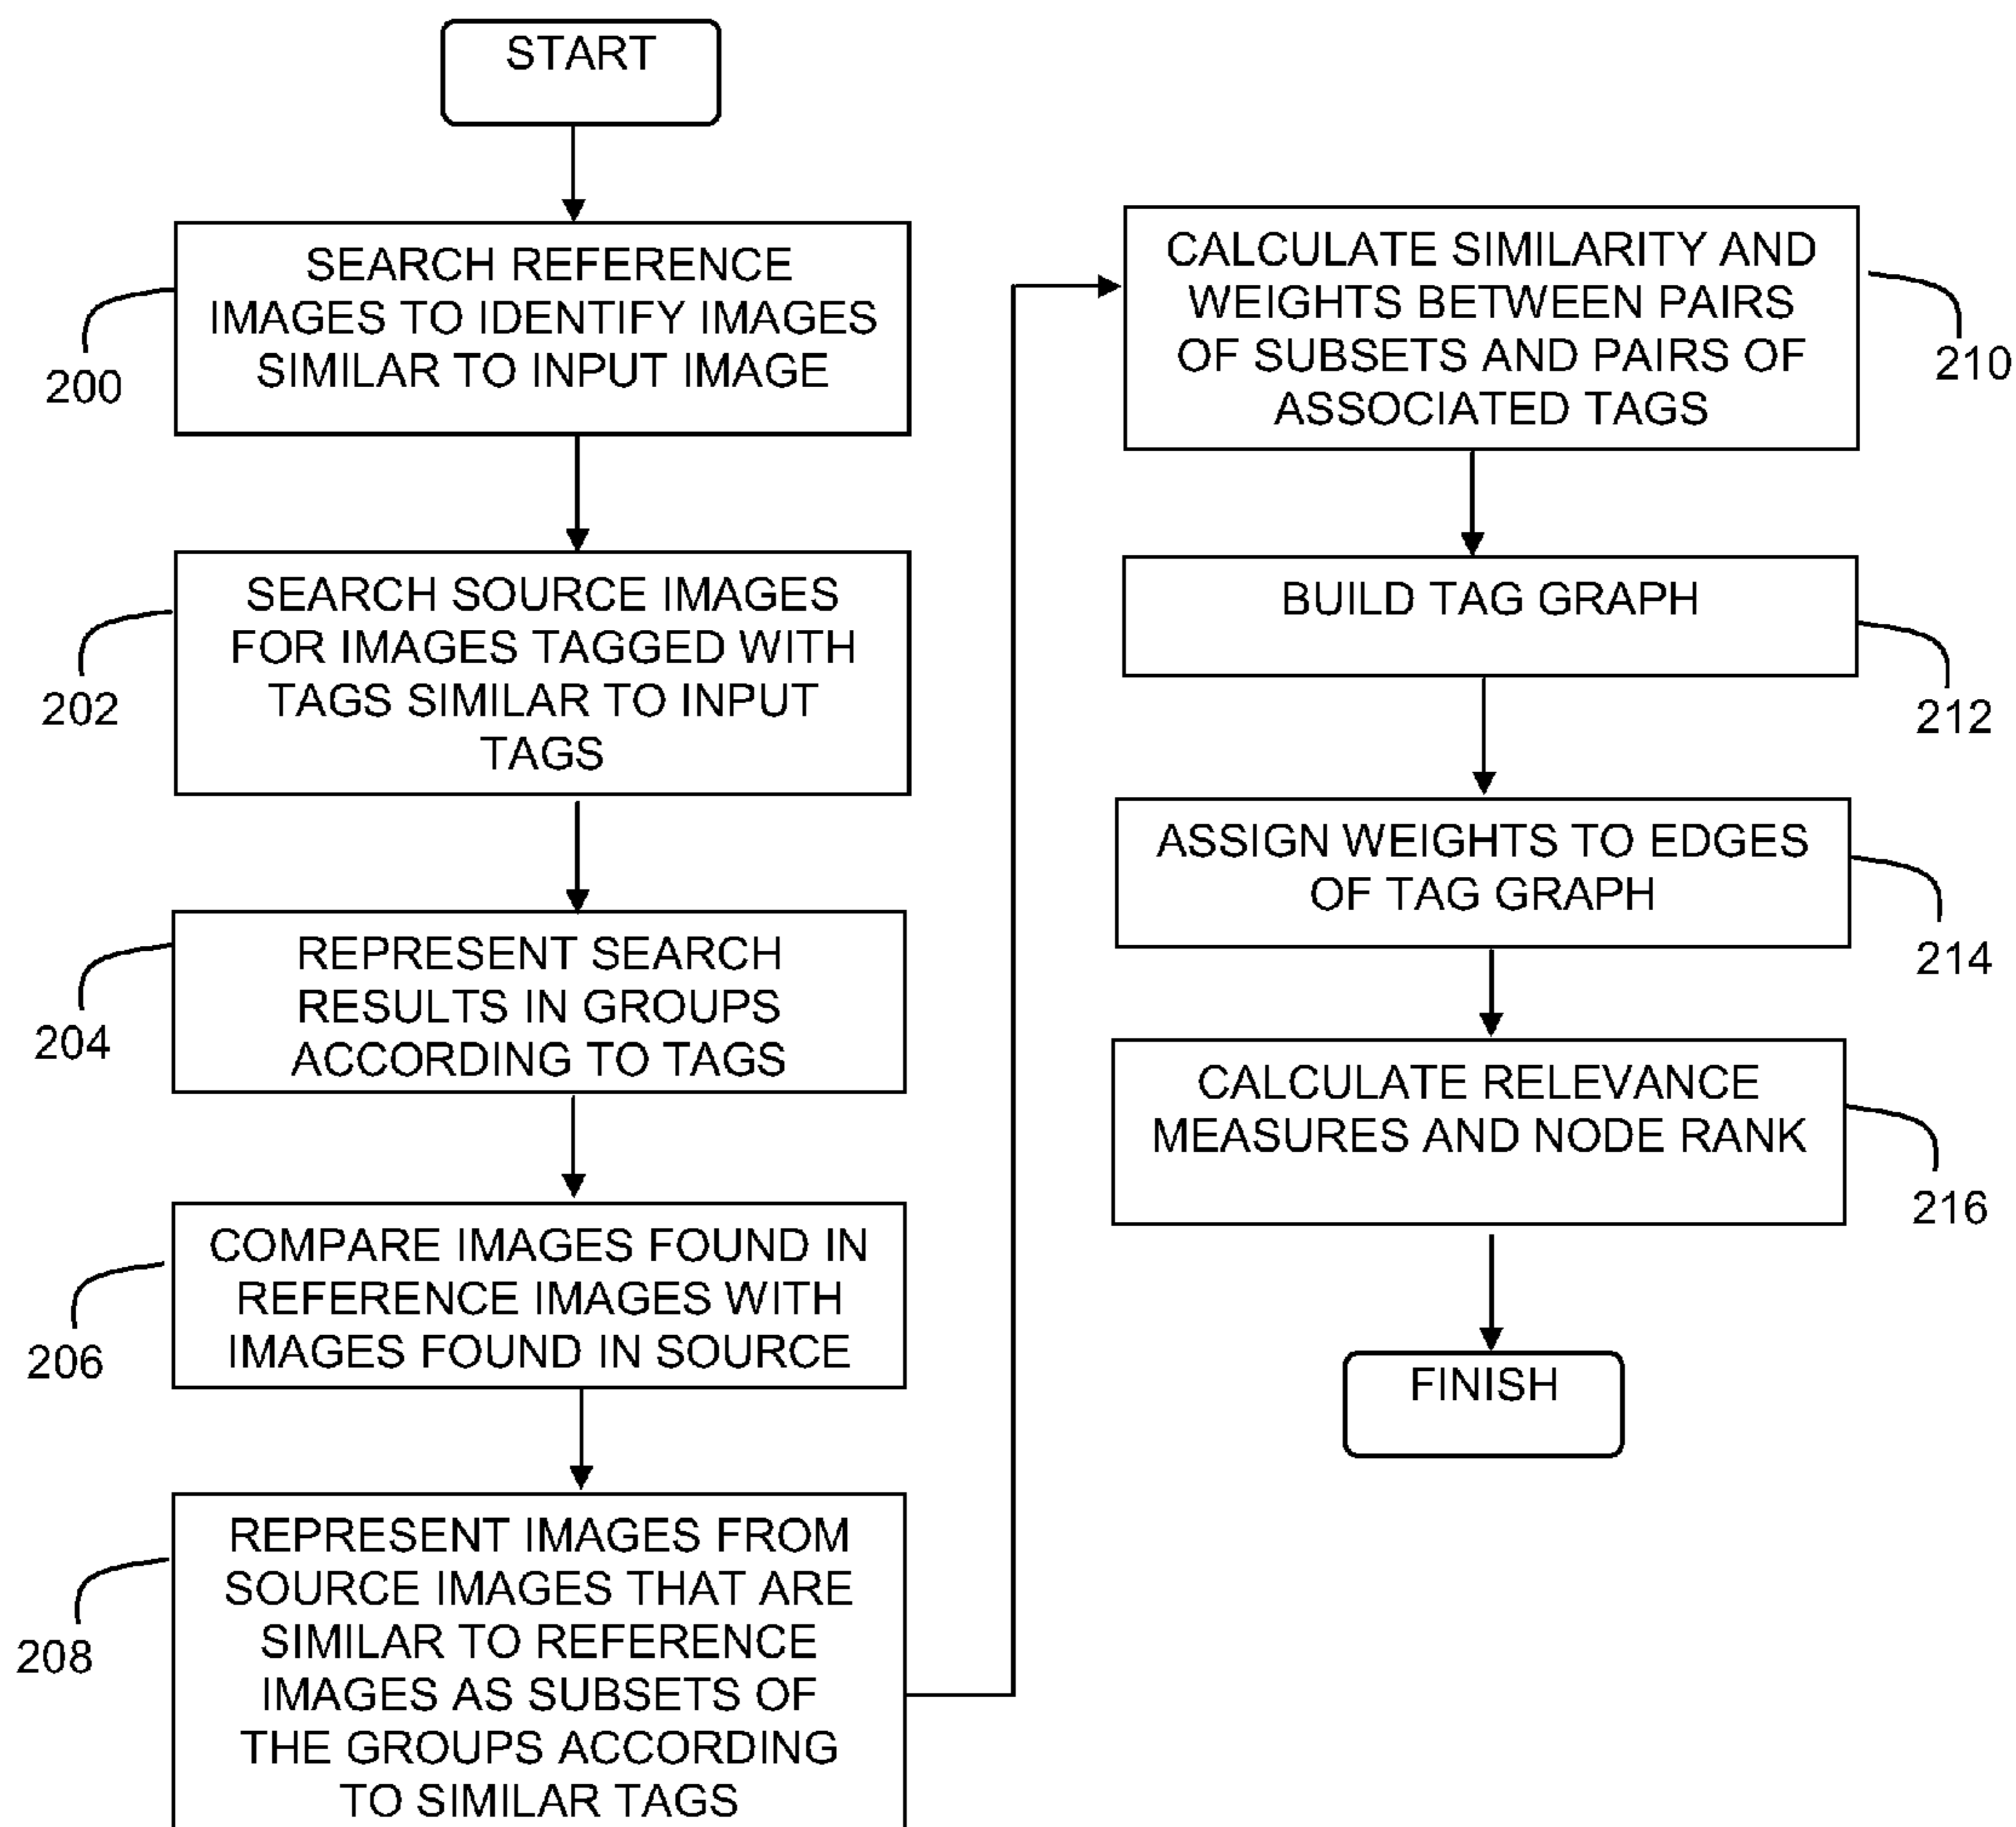 START
SEARCH REFERENCE
IMAGES TO IDENTIFY IMAGES
SIMILAR TO INPUT IMAGE
200
SEARCH SOURCE IMAGES
FOR IMAGES TAGGED WITH
TAGS SIMILAR TO INPUT
TAGS
202
REPRESENT SEARCH
RESULTS IN GROUPS
ACCORDING TO TAGS
204
COMPARE IMAGES FOUND IN
REFERENCE IMAGES WITH
IMAGES FOUND IN SOURCE
206
REPRESENT IMAGES FROM
SOURCE IMAGES THAT ARE
SIMILAR TO REFERENCE
IMAGES AS SUBSETS OF
THE GROUPS ACCORDING
TO SIMILAR TAGS
208
CALCULATE SIMILARITY AND
WEIGHTS BETWEEN PAIRS
OF SUBSETS AND PAIRS OF
ASSOCIATED TAGS
210
BUILD TAG GRAPH
212
ASSIGN WEIGHTS TO EDGES
OF TAG GRAPH
214
CALCULATE RELEVANCE
MEASURES AND NODE RANK
216
FINISH